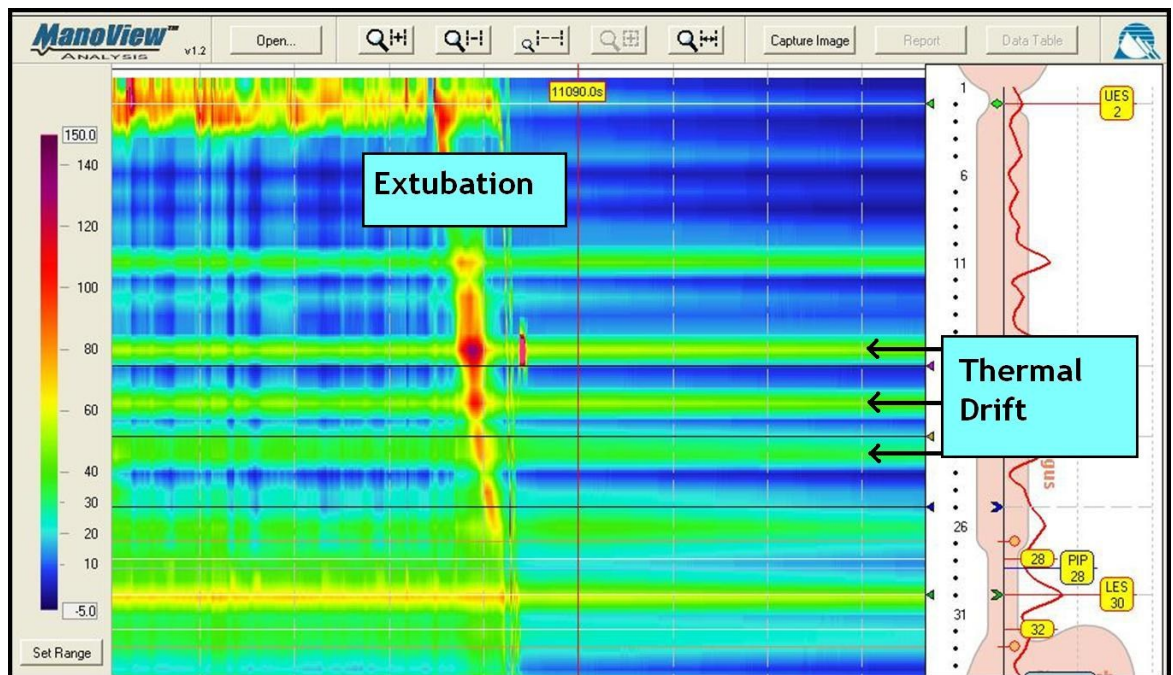 ManoView™
ANALYSIS
v1.2
Open...
Capture Image
Report
Data Table
11090.0s
150.0
140
120
100
80
60
40
30
20
10
-5.0
Set Range
Extubation
Thermal
Drift
1
6
11
26
31
UES
2
gus
28
PIP
28
LES
30
32